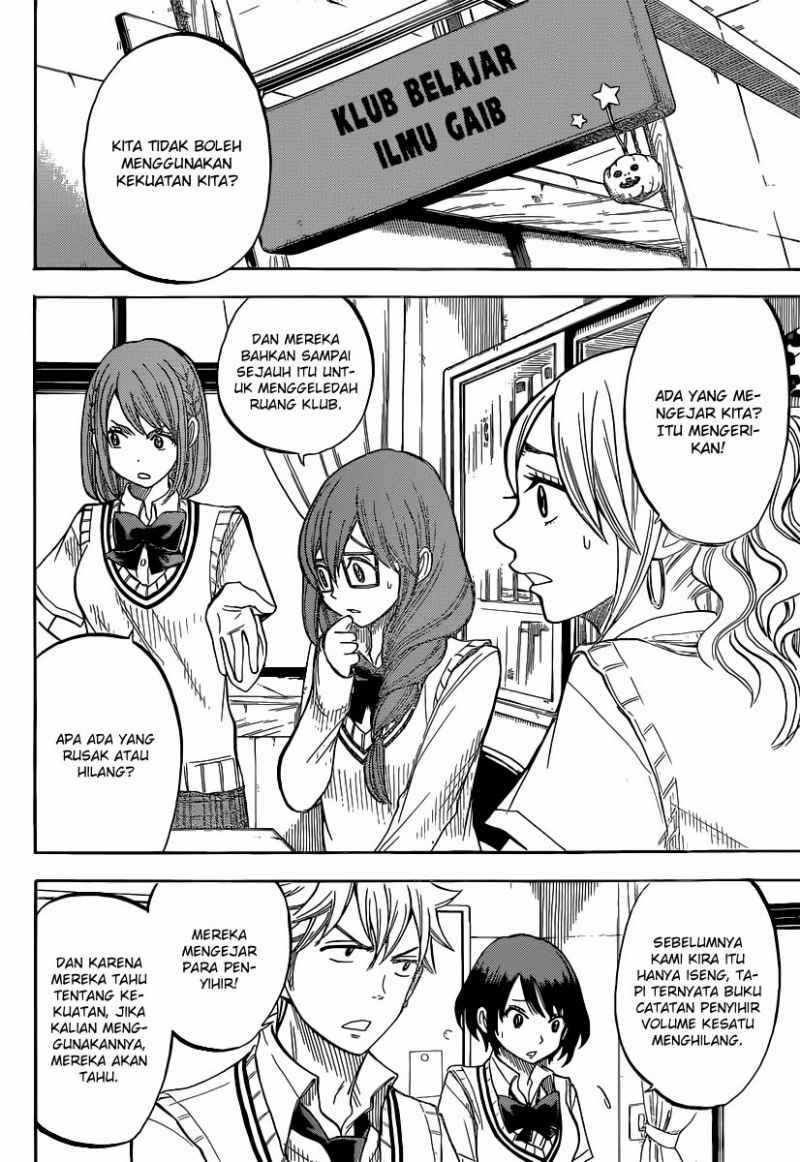 KLUB BELAJAR
ILMU GAIB
KITA TIDAK BOLEH
MENGGUNAKAN
KEKUATAN KITA?
ADA YANG ME-
NGEJAR KITA?
ITU MENGERI-
KAN!
DAN MEREKA
BAHKAN SAMPAI
SEJAUH ITU UNT-
UK MENGGELEDAH
RUANG KLUB.
APA ADA YANG
RUSAK ATAU
HILANG?
SEBELUMNYA
KAMI KIRA ITU
HANYA ISENG, TA-
PI TERNYATA BUKU
CATATAN PENYIHIR
VOLUME KESATU
MENGHILANG.
MEREKA
MENGEJAR
PARA PEN-
YIHIR!
DAN KARENA
MEREKA TAHU
TENTANG KE-
KUATAN, JIKA
KALIAN MENG-
GUNAKANNYA,
MEREKA AKAN
TAHU.